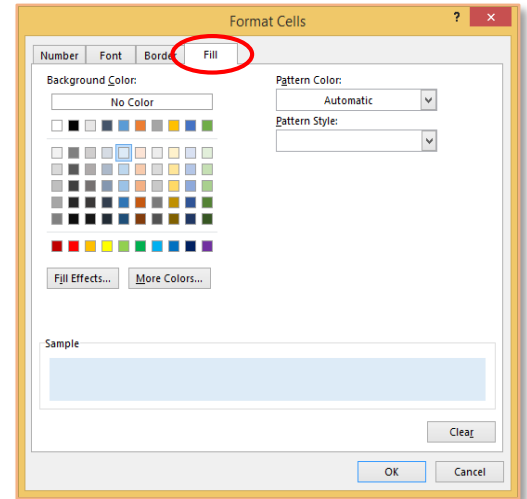 Format Cells ? ×
Number Font Border Fill
Background Color:
No Color
Pattern Color:
Automatic
Pattern Style:
Fill Effects... More Colors...
Sample
Clear
OK Cancel